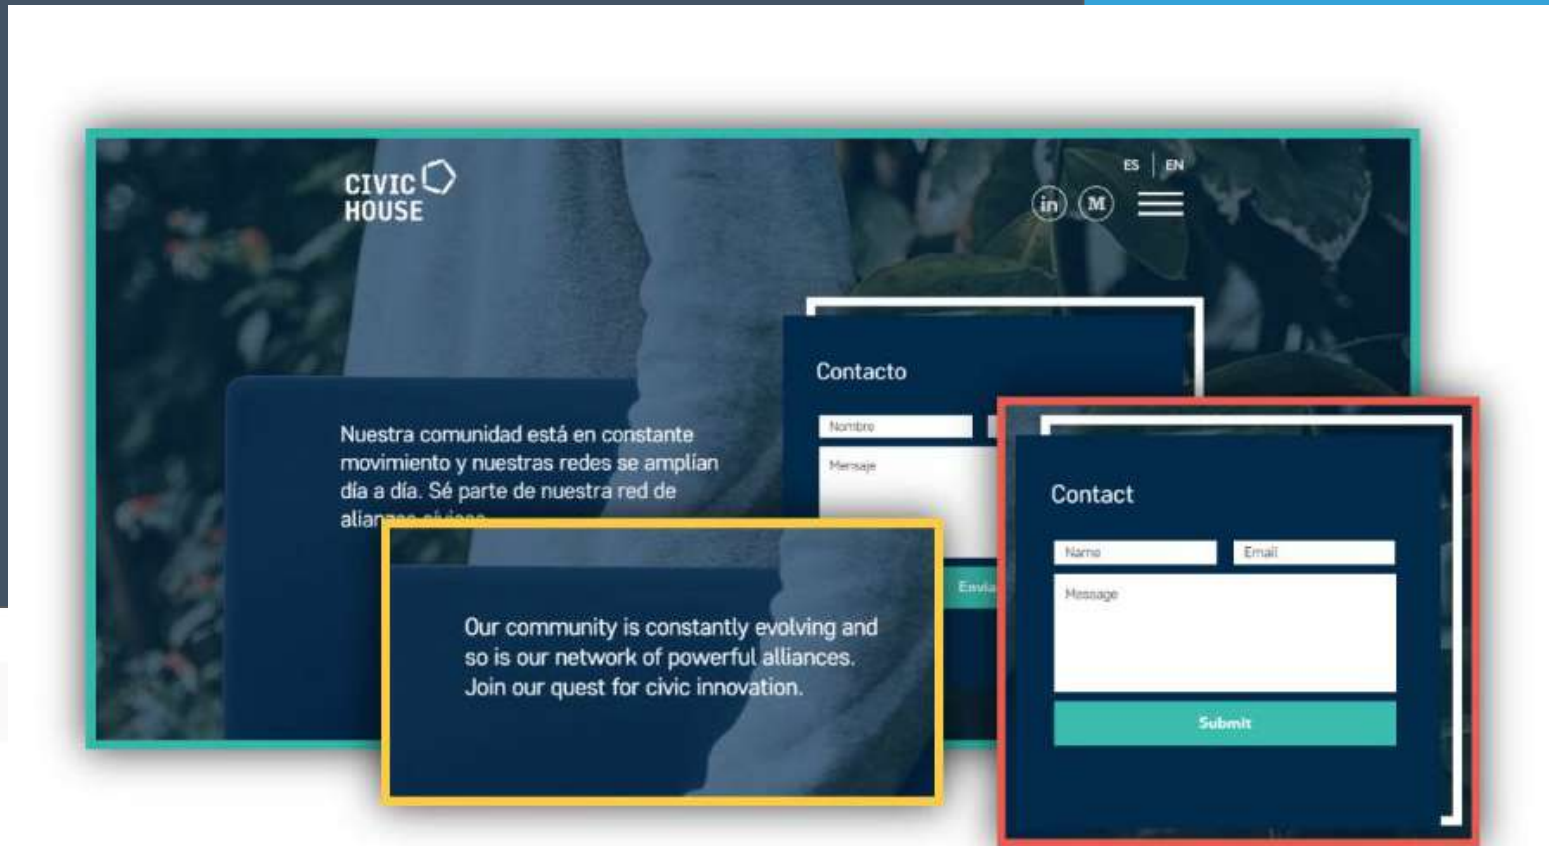 CIVIC
HOUSE
ES | EN
in M
Contacto
Nombre
Mensaje
Nuestra comunidad está en constante
movimiento y nuestras redes se amplían
día a día. Sé parte de nuestra red de
Our community is constantly evolving and
so is our network of powerful alliances.
Join our quest for civic innovation.
Contact
Name Email
Message
Submit